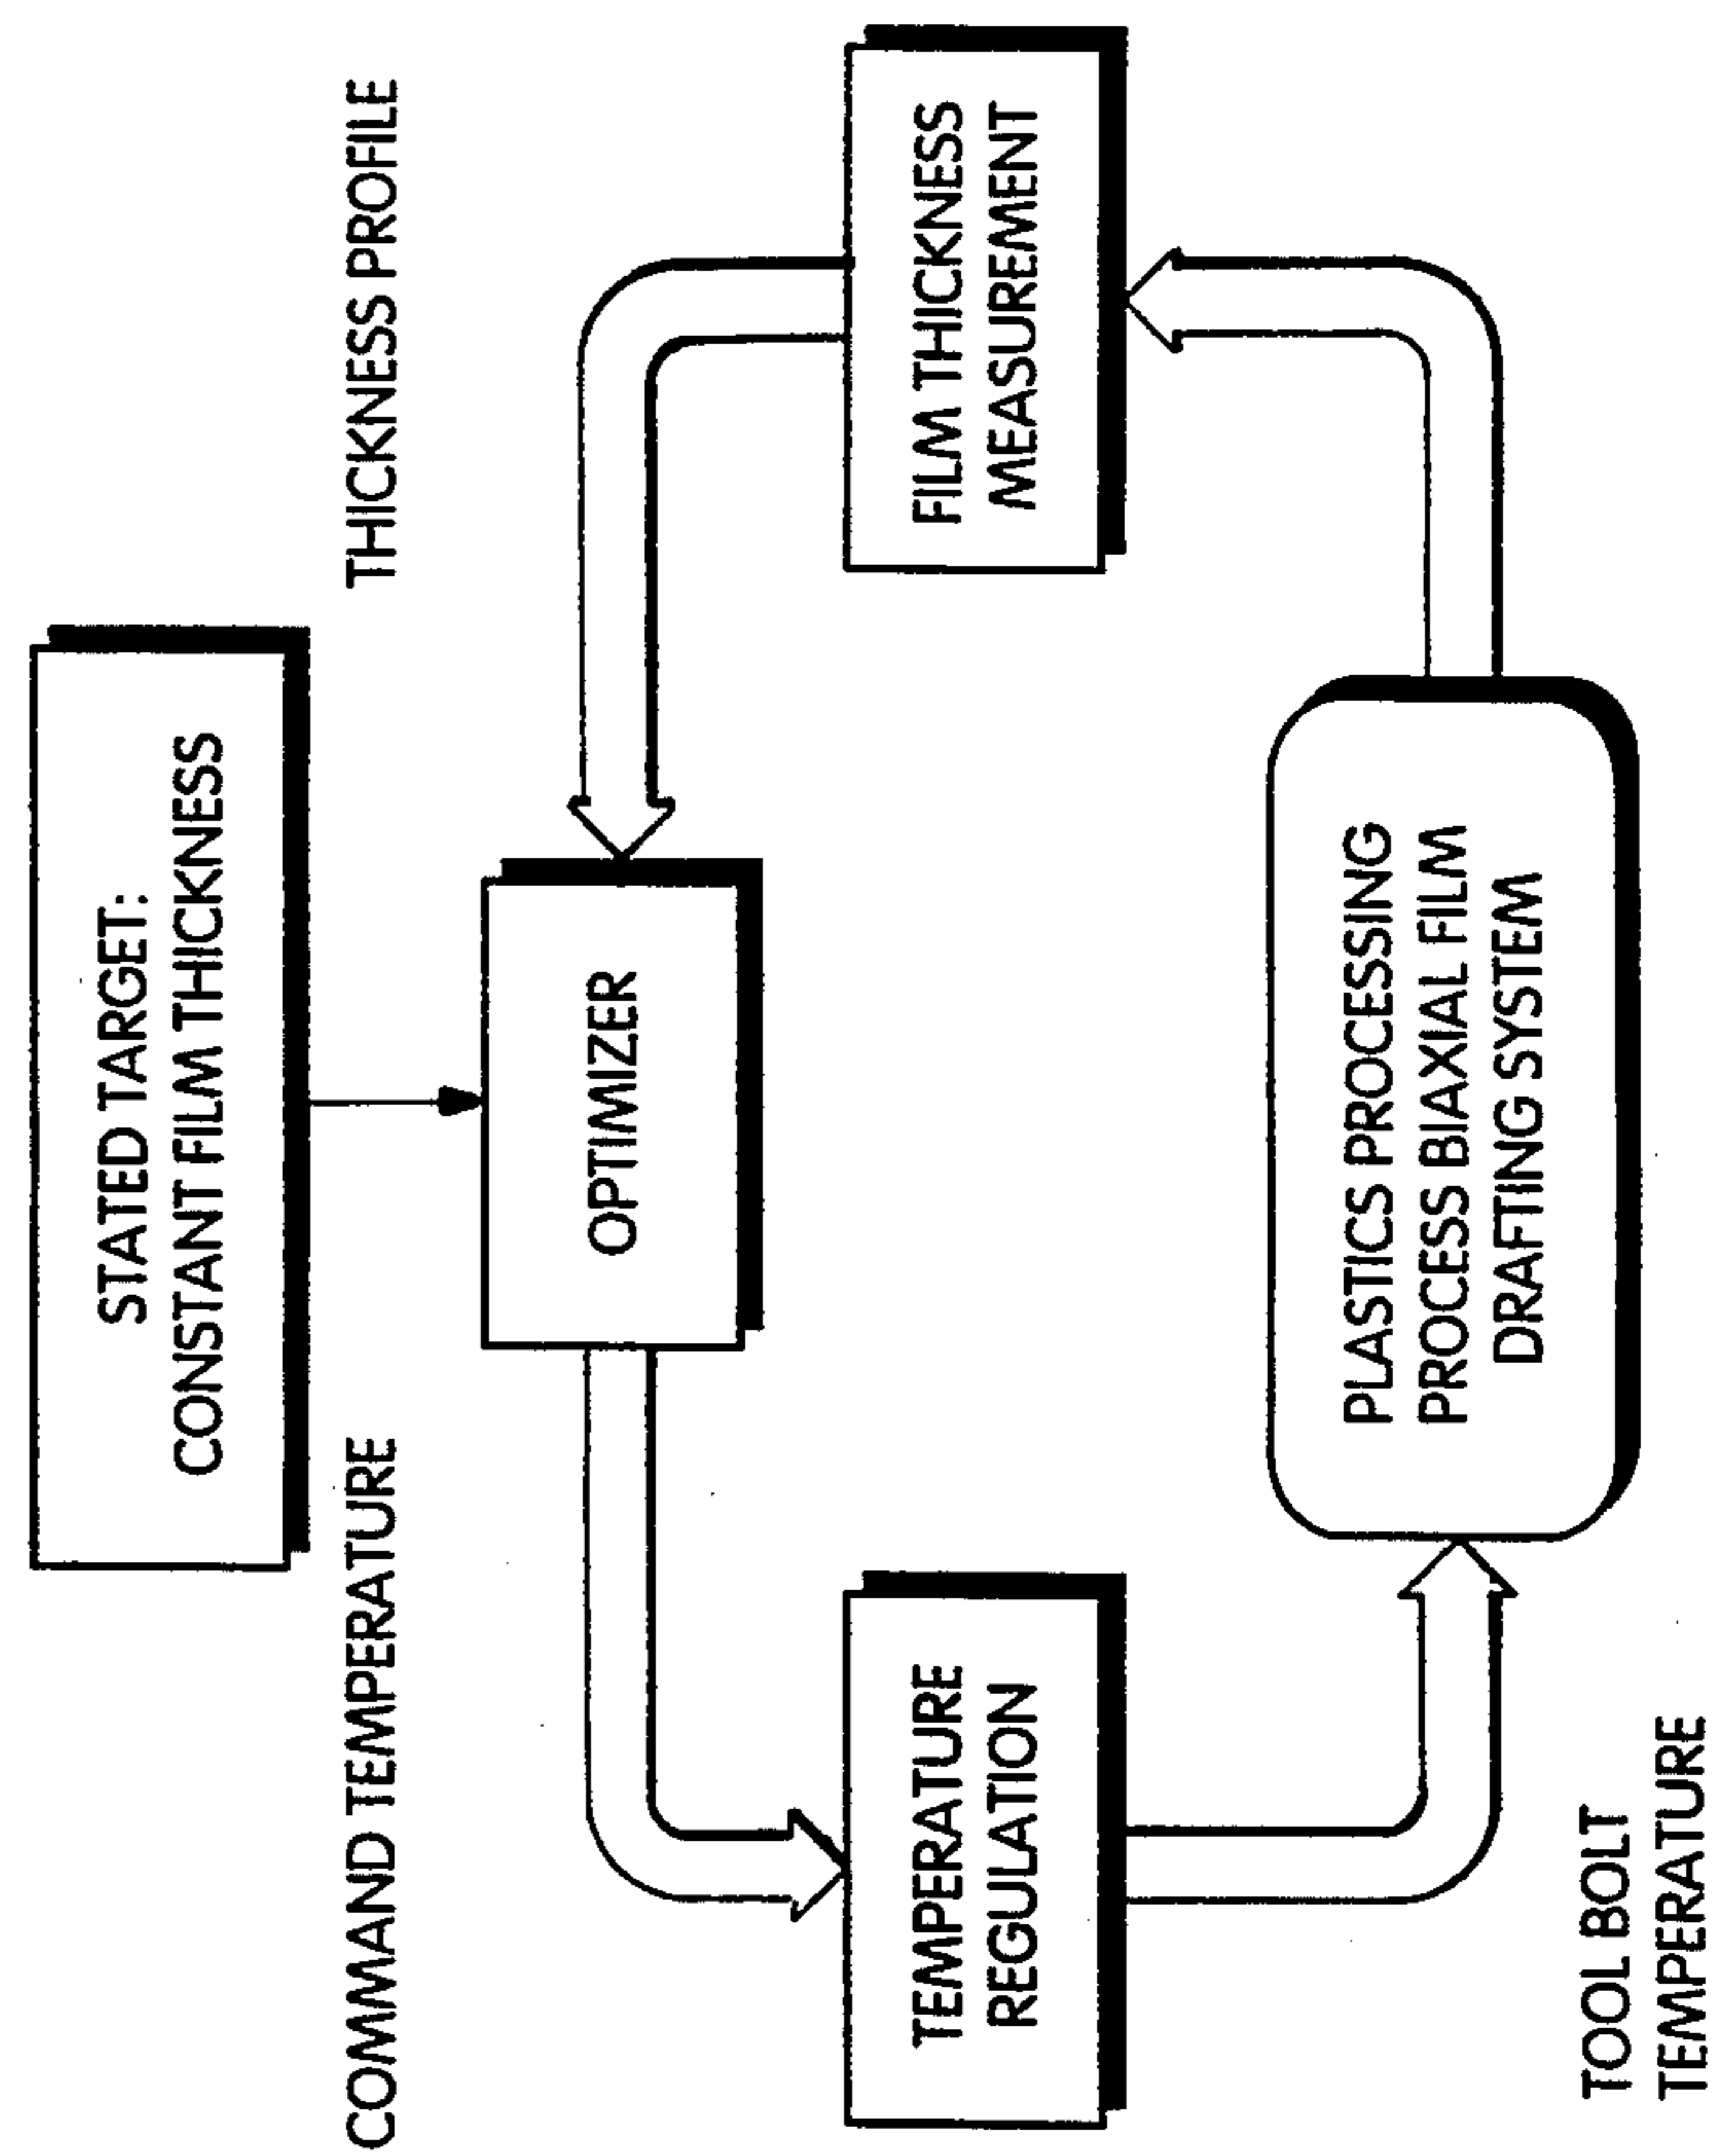 STATED TARGET:
CONSTANT FILM THICKNESS
COMMAND TEMPERATURE
THICKNESS PROFILE
OPTIMIZER
TEMPERATURE
REGULATION
FILM THICKNESS
MEASUREMENT
PLASTICS PROCESSING
PROCESS BIAXIAL FILM
DRAFTING SYSTEM
TOOL BOLT
TEMPERATURE